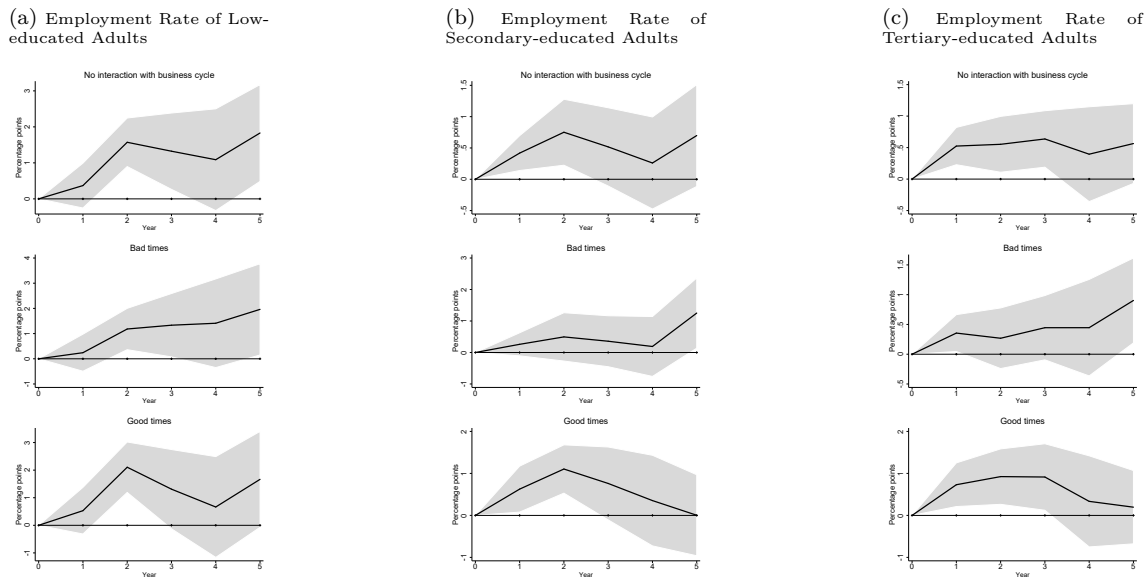 (a) Employment Rate of Low-
educated Adults
No interaction with business cycle
Percentage points
3
2
1
0
0 1 2 3 4 5
Year
Bad times
Percentage points
4
3
2
1
0
-1
0 1 2 3 4 5
Year
Good times
Percentage points
3
2
1
0
-1
0 1 2 3 4 5
Year
(b) Employment Rate of
Secondary-educated Adults
No interaction with business cycle
Percentage points
1.5
1
.5
0
-.5
0 1 2 3 4 5
Year
Bad times
Percentage points
3
2
1
0
-1
0 1 2 3 4 5
Year
Good times
Percentage points
2
1
0
-1
0 1 2 3 4 5
Year
(c) Employment Rate of
Tertiary-educated Adults
No interaction with business cycle
Percentage points
1.5
1
.5
0
-.5
0 1 2 3 4 5
Year
Bad times
Percentage points
1.5
1
.5
0
-.5
0 1 2 3 4 5
Year
Good times
Percentage points
2
1
0
-1
0 1 2 3 4 5
Year